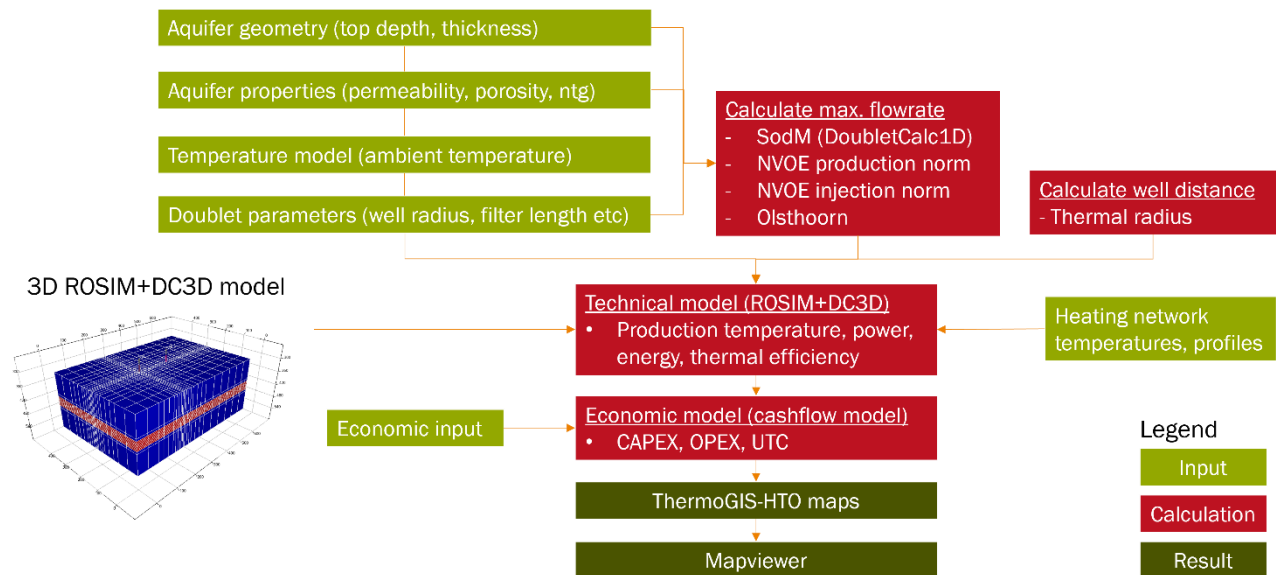 Aquifer geometry (top depth, thickness)
Aquifer properties (permeability, porosity, ntg)
Temperature model (ambient temperature)
Doublet parameters (well radius, filter length etc)
Calculate max. flowrate
- SodM (DoubletCalc1D)
- NVOE production norm
- NVOE injection norm
- Olsthoorn
Calculate well distance
- Thermal radius
3D ROSIM+DC3D model
Technical model (ROSIM+DC3D)
• Production temperature, power,
energy, thermal efficiency
Heating network
temperatures, profiles
Economic input
Economic model (cashflow model)
• CAPEX, OPEX, UTC
ThermoGIS-HTO maps
Mapviewer
Legend
Input
Calculation
Result